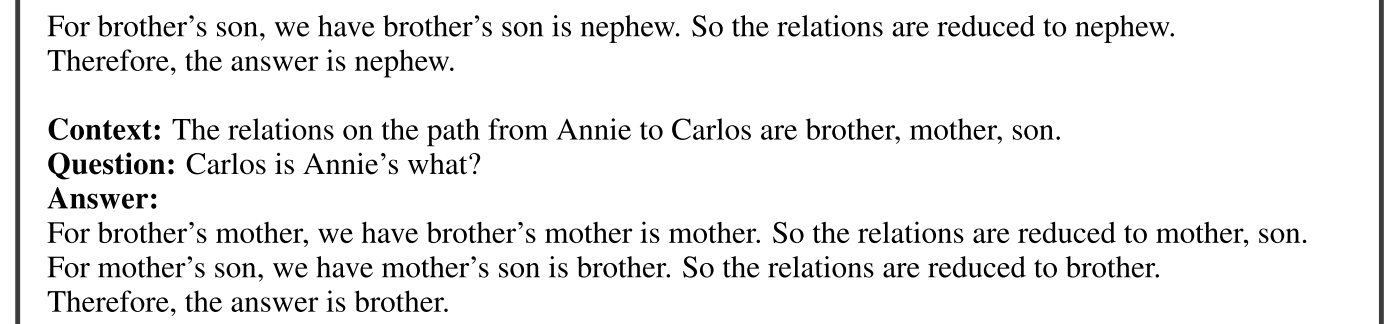 For brother's son, we have brother's son is nephew. So the relations are reduced to nephew.
Therefore, the answer is nephew.
Context: The relations on the path from Annie to Carlos are brother, mother, son.
Question: Carlos is Annie's what?
Answer:
For brother's mother, we have brother's mother is mother. So the relations are reduced to mother, son.
For mother's son, we have mother's son is brother. So the relations are reduced to brother.
Therefore, the answer is brother.